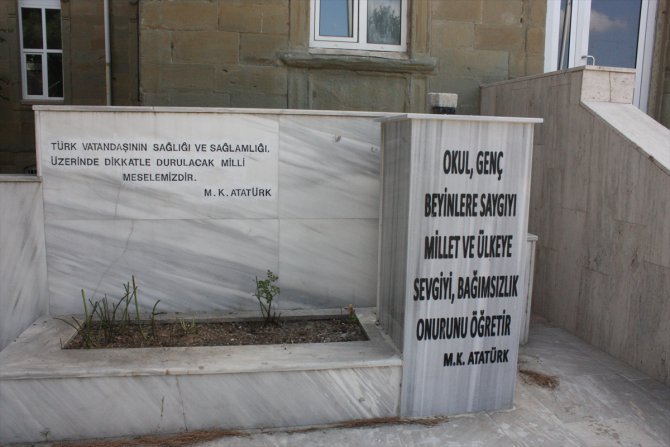 TÜRK VATANDAŞININ SAĞLIĞI VE SAĞLAMLIĞI,
ÜZERİNDE DİKKATLE DURULACAK MİLLİ
MESELEMİZDİR.
M.K. ATATÜRK
OKUL, GENÇ
BEYİNLERE SAYGIYI
MİLLET VE ÜLKEYE
SEVGİYİ, BAĞIMSIZLIK
ONURUNU ÖĞRETİR
M.K. ATATÜRK